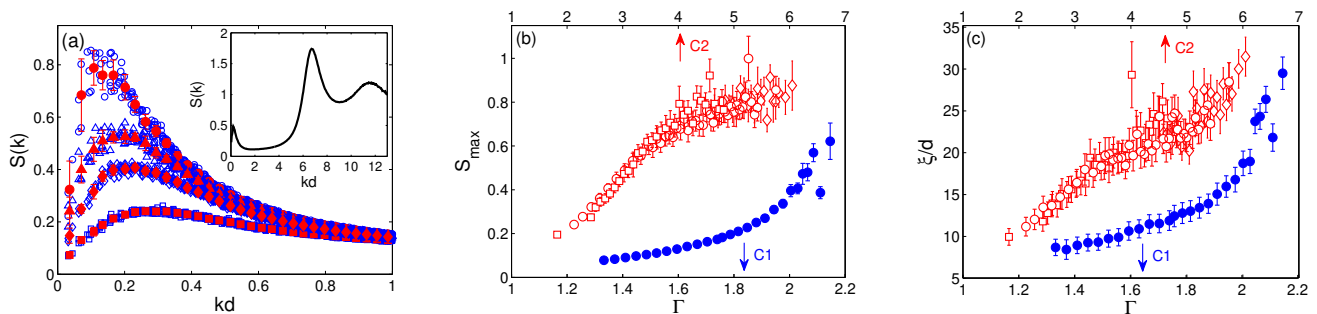 (a)
S(k)
0.8
0.6
0.4
0.2
0
0 0.2 0.4 0.6 0.8 1
kd
S(k)
2
1.5
1
0.5
0
0 2 4 6 8 10 12
kd
1 2 3 4 5 6 7
(b)
C2
C1
S_max
1
0.8
0.6
0.4
0.2
0
1 1.2 1.4 1.6 1.8 2 2.2
Γ
1 2 3 4 5 6 7
(c)
C2
C1
ξ/d
35
30
25
20
15
10
5
1 1.2 1.4 1.6 1.8 2 2.2
Γ